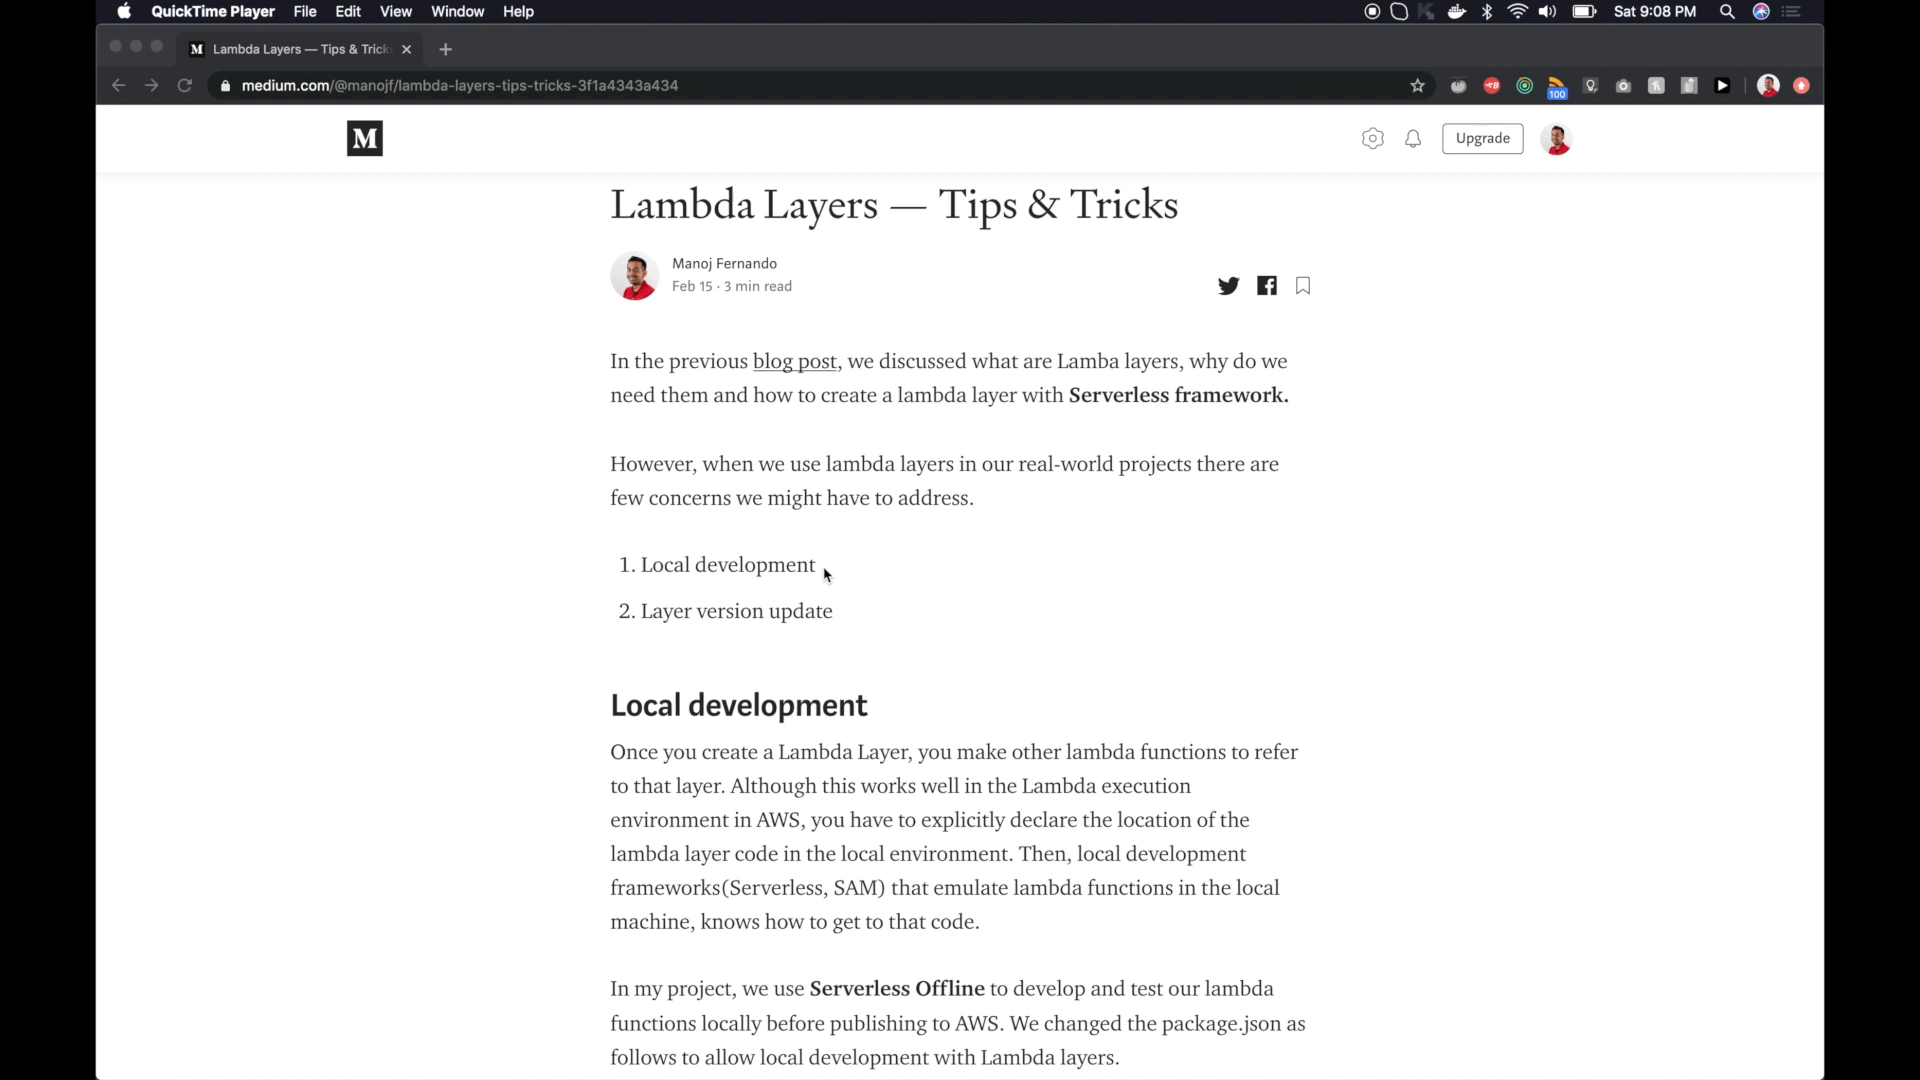 QuickTime Player File Edit View Window Help Sat 9:08 PM
M Lambda Layers — Tips & Trick
medium.com/@manojf/lambda-layers-tips-tricks-3f1a4343a434
100
M Upgrade
Lambda Layers — Tips & Tricks
Manoj Fernando
Feb 15 · 3 min read
In the previous blog post, we discussed what are Lamba layers, why do we
need them and how to create a lambda layer with Serverless framework.
However, when we use lambda layers in our real-world projects there are
few concerns we might have to address.
1. Local development
2. Layer version update
Local development
Once you create a Lambda Layer, you make other lambda functions to refer
to that layer. Although this works well in the Lambda execution
environment in AWS, you have to explicitly declare the location of the
lambda layer code in the local environment. Then, local development
frameworks(Serverless, SAM) that emulate lambda functions in the local
machine, knows how to get to that code.
In my project, we use Serverless Offline to develop and test our lambda
functions locally before publishing to AWS. We changed the package.json as
follows to allow local development with Lambda layers.